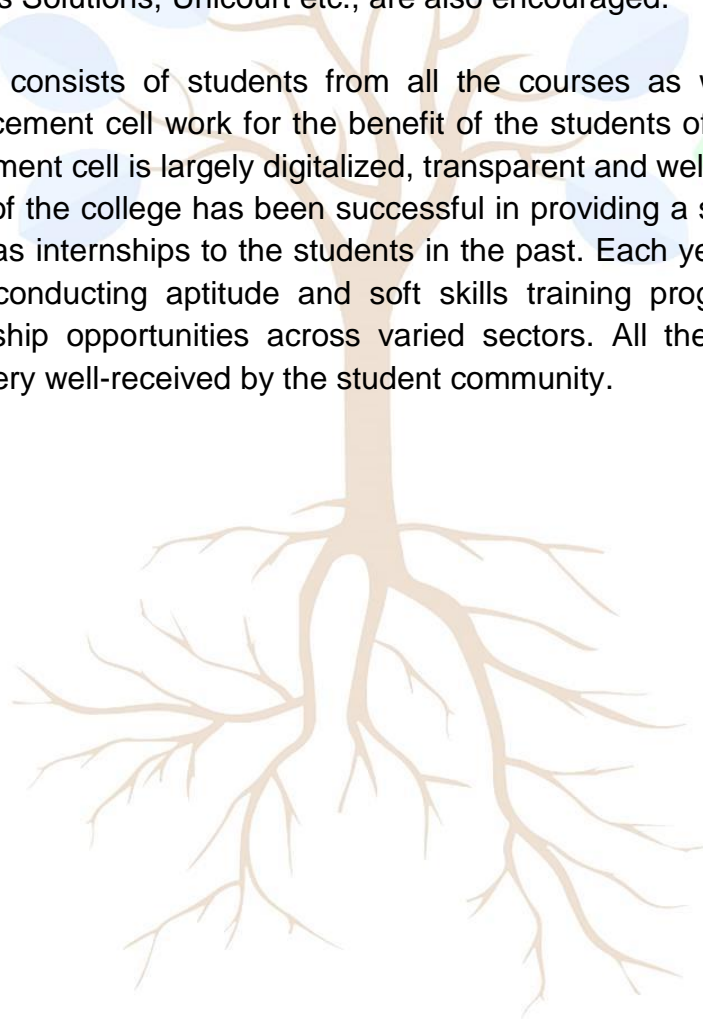 s Solutions, Unicourt etc., are also encouraged.
consists of students from all the courses as w
cement cell work for the benefit of the students of
ment cell is largely digitalized, transparent and wel
of the college has been successful in providing a s
as internships to the students in the past. Each ye
conducting aptitude and soft skills training prog
ship opportunities across varied sectors. All the
ery well-received by the student community.